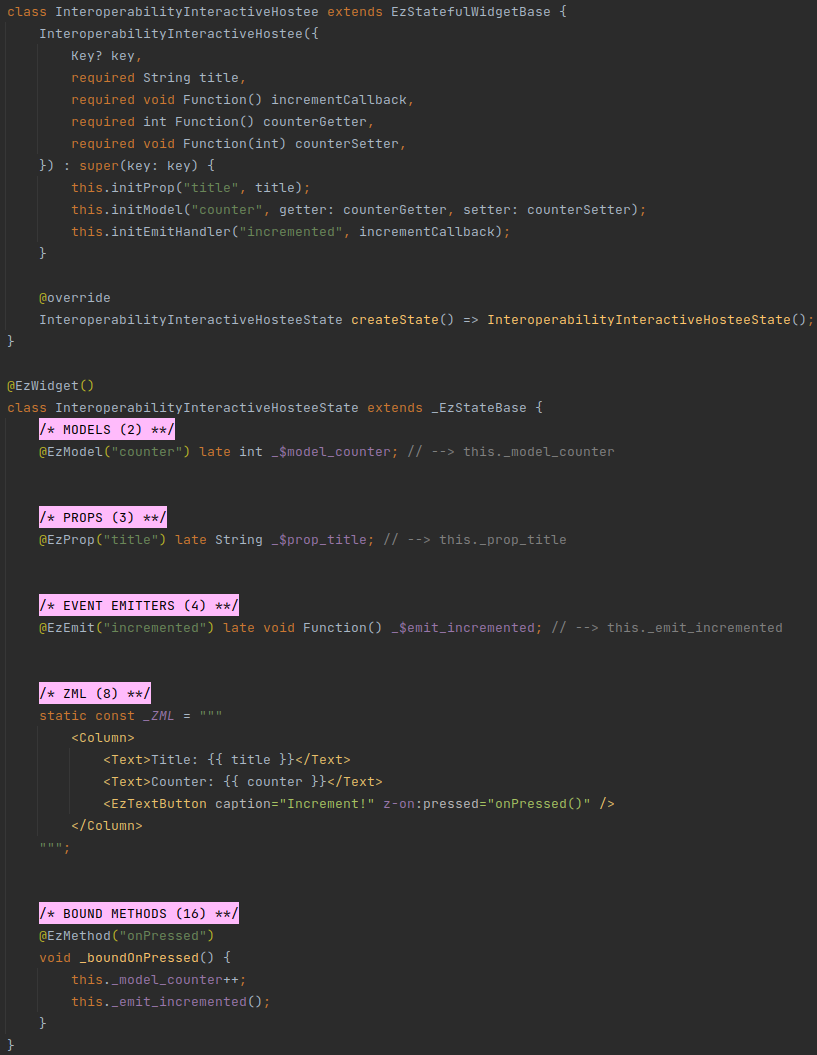 class InteroperabilityInteractiveHostee extends EzStatefulWidgetBase {
    InteroperabilityInteractiveHostee({
        Key? key,
        required String title,
        required void Function() incrementCallback,
        required int Function() counterGetter,
        required void Function(int) counterSetter,
    }) : super(key: key) {
        this.initProp("title", title);
        this.initModel("counter", getter: counterGetter, setter: counterSetter);
        this.initEmitHandler("incremented", incrementCallback);
    }

    @override
    InteroperabilityInteractiveHosteeState createState() => InteroperabilityInteractiveHosteeState();
}

@EzWidget()
class InteroperabilityInteractiveHosteeState extends _EzStateBase {
    /* MODELS (2) **/
    @EzModel("counter") late int _$model_counter; // --> this._model_counter


    /* PROPS (3) **/
    @EzProp("title") late String _$prop_title; // --> this._prop_title


    /* EVENT EMITTERS (4) **/
    @EzEmit("incremented") late void Function() _$emit_incremented; // --> this._emit_incremented


    /* ZML (8) **/
    static const _ZML = """
        <Column>
            <Text>Title: {{ title }}</Text>
            <Text>Counter: {{ counter }}</Text>
            <EzTextButton caption="Increment!" z-on:pressed="onPressed()" />
        </Column>
    """;


    /* BOUND METHODS (16) **/
    @EzMethod("onPressed")
    void _boundOnPressed() {
        this._model_counter++;
        this._emit_incremented();
    }
}